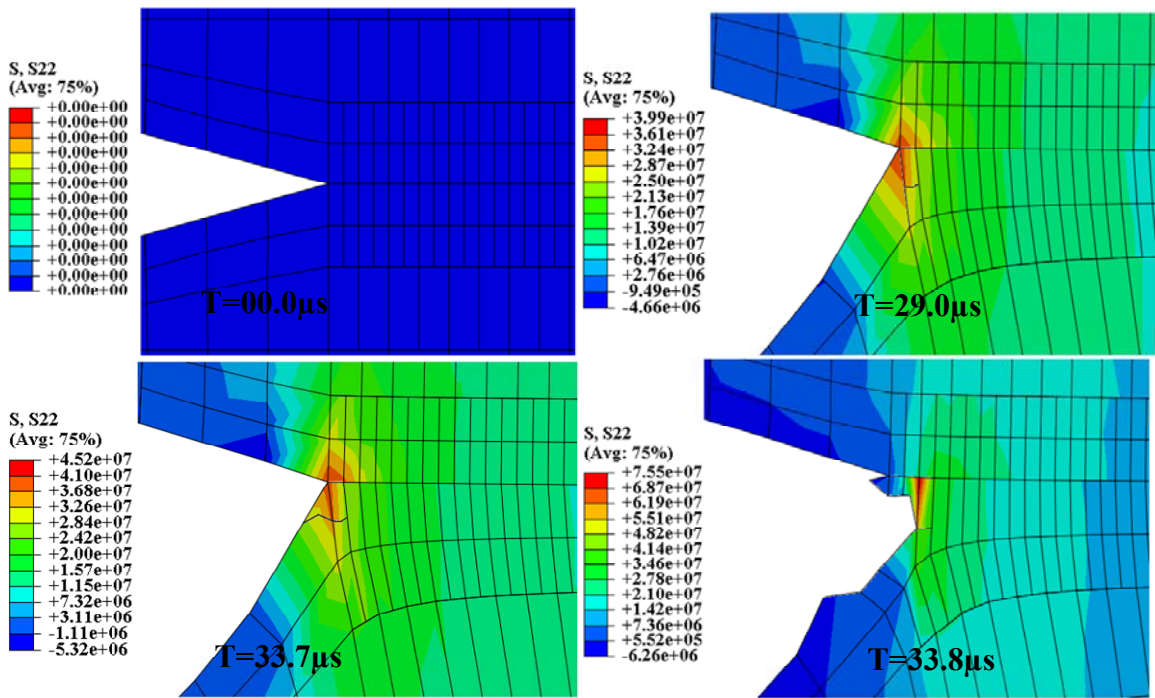 S, S22
(Avg: 75%)
+0.00e+00
+0.00e+00
+0.00e+00
+0.00e+00
+0.00e+00
+0.00e+00
+0.00e+00
+0.00e+00
+0.00e+00
+0.00e+00
+0.00e+00
+0.00e+00
+0.00e+00
T=00.0µs
S, S22
(Avg: 75%)
+3.99e+07
+3.61e+07
+3.24e+07
+2.87e+07
+2.50e+07
+2.13e+07
+1.76e+07
+1.39e+07
+1.02e+07
+6.47e+06
+2.76e+06
-9.49e+05
-4.66e+06
T=29.0µs
S, S22
(Avg: 75%)
+4.52e+07
+4.10e+07
+3.68e+07
+3.26e+07
+2.84e+07
+2.42e+07
+2.00e+07
+1.57e+07
+1.15e+07
+7.32e+06
+3.11e+06
-1.11e+06
-5.32e+06
T=33.7µs
S, S22
(Avg: 75%)
+7.55e+07
+6.87e+07
+6.19e+07
+5.51e+07
+4.82e+07
+4.14e+07
+3.46e+07
+2.78e+07
+2.10e+07
+1.42e+07
+7.36e+06
+5.52e+05
-6.26e+06
T=33.8µs